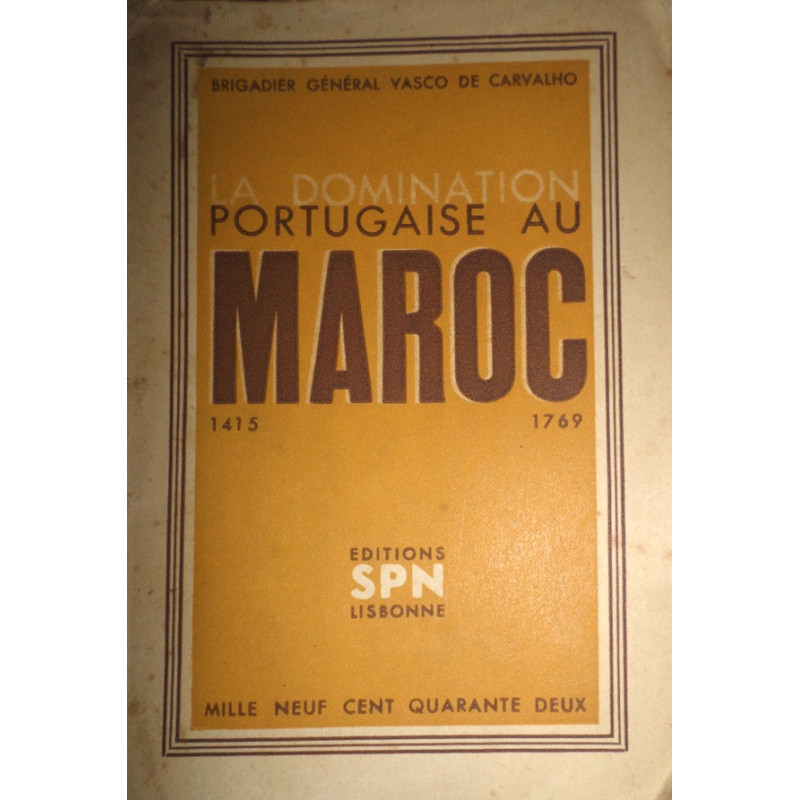 BRIGADIER GÉNÉRAL VASCO DE CARVALHO
LA DOMINATION
PORTUGAISE AU
MAROC
1415 1769
EDITIONS
SPN
LISBONNE
MILLE NEUF CENT QUARANTE DEUX